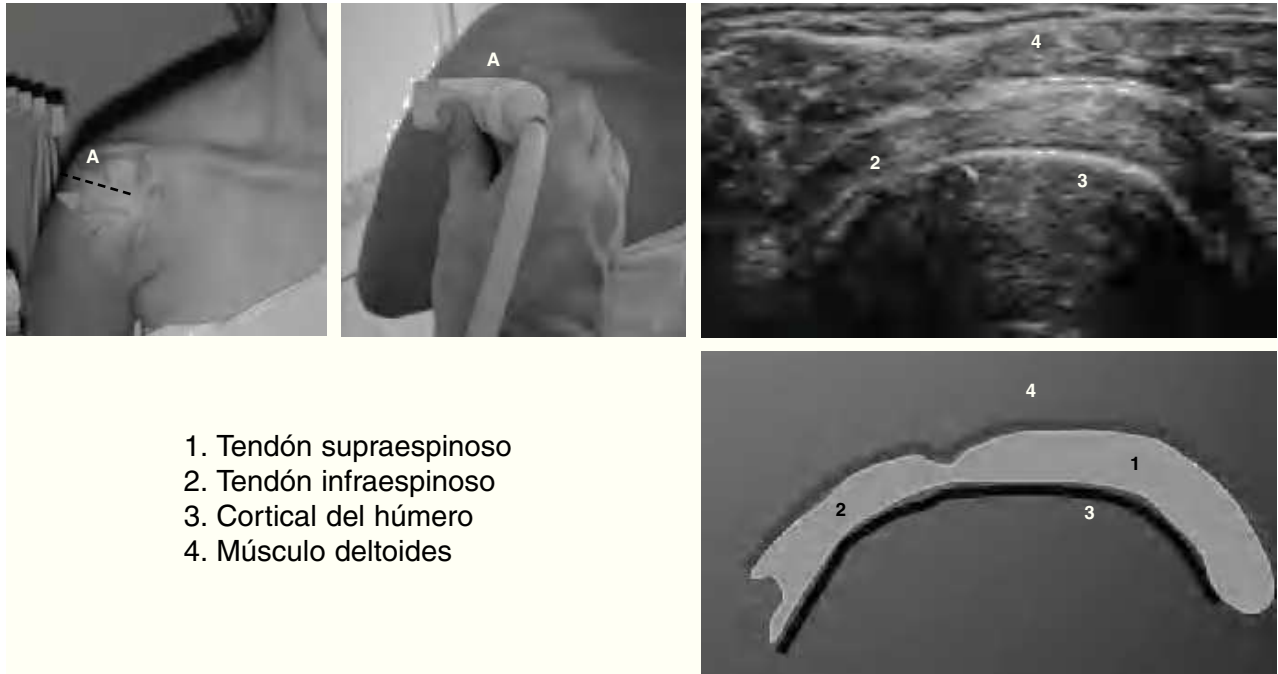 A
A
4
2
3
1. Tendón supraespinoso
2. Tendón infraespinoso
3. Cortical del húmero
4. Músculo deltoides
4
1
2
3